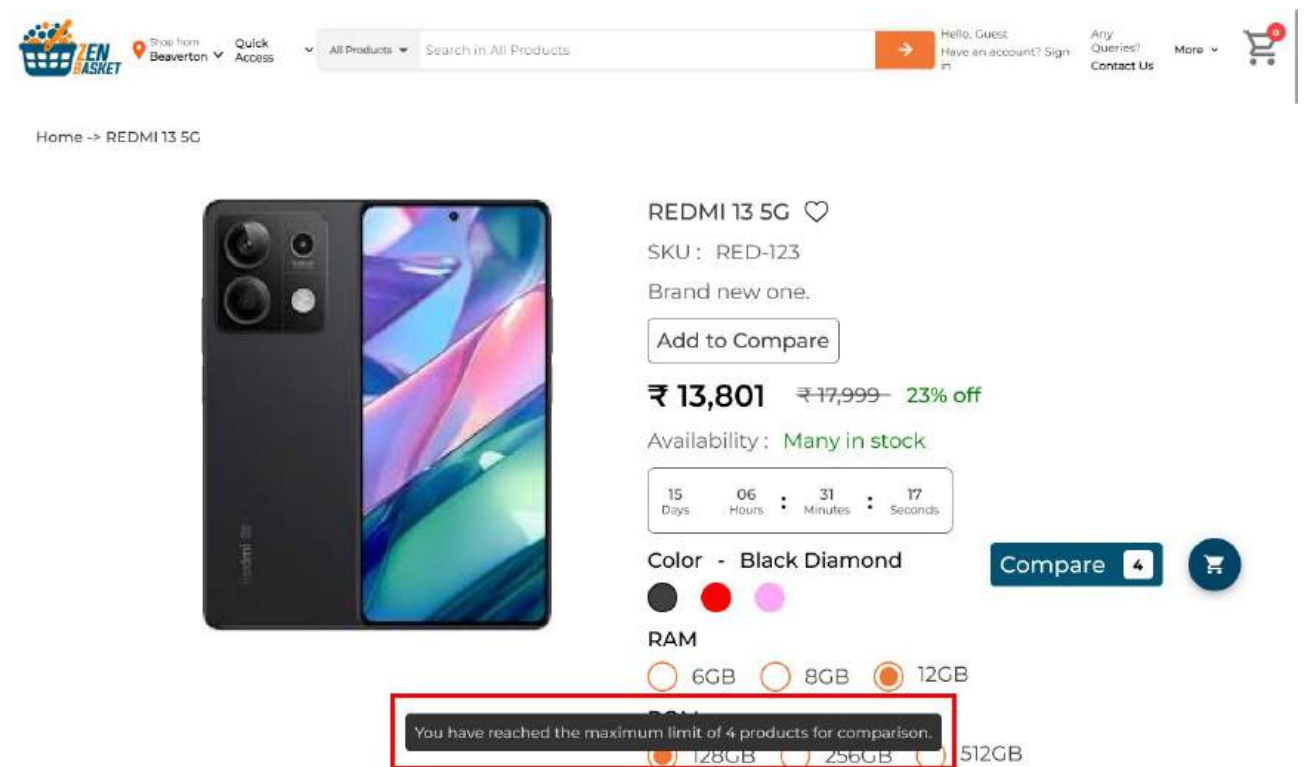 ZEN
BASKET
Shop from
Beaverton
Quick
Access
All Products
Search in All Products
Hello, Guest
Have an account? Sign
in
Any
Queries?
Contact Us
More
0
Home -> REDMI 13 5G
REDMI 13 5G
SKU : RED-123
Brand new one.
Add to Compare
₹ 13,801 ₹ 17,999 23% off
Availability : Many in stock
15 06 : 31 : 17
Days Hours Minutes Seconds
Color - Black Diamond
Compare 4
RAM
6GB 8GB 12GB
You have reached the maximum limit of 4 products for comparison.
128GB 256GB 512GB